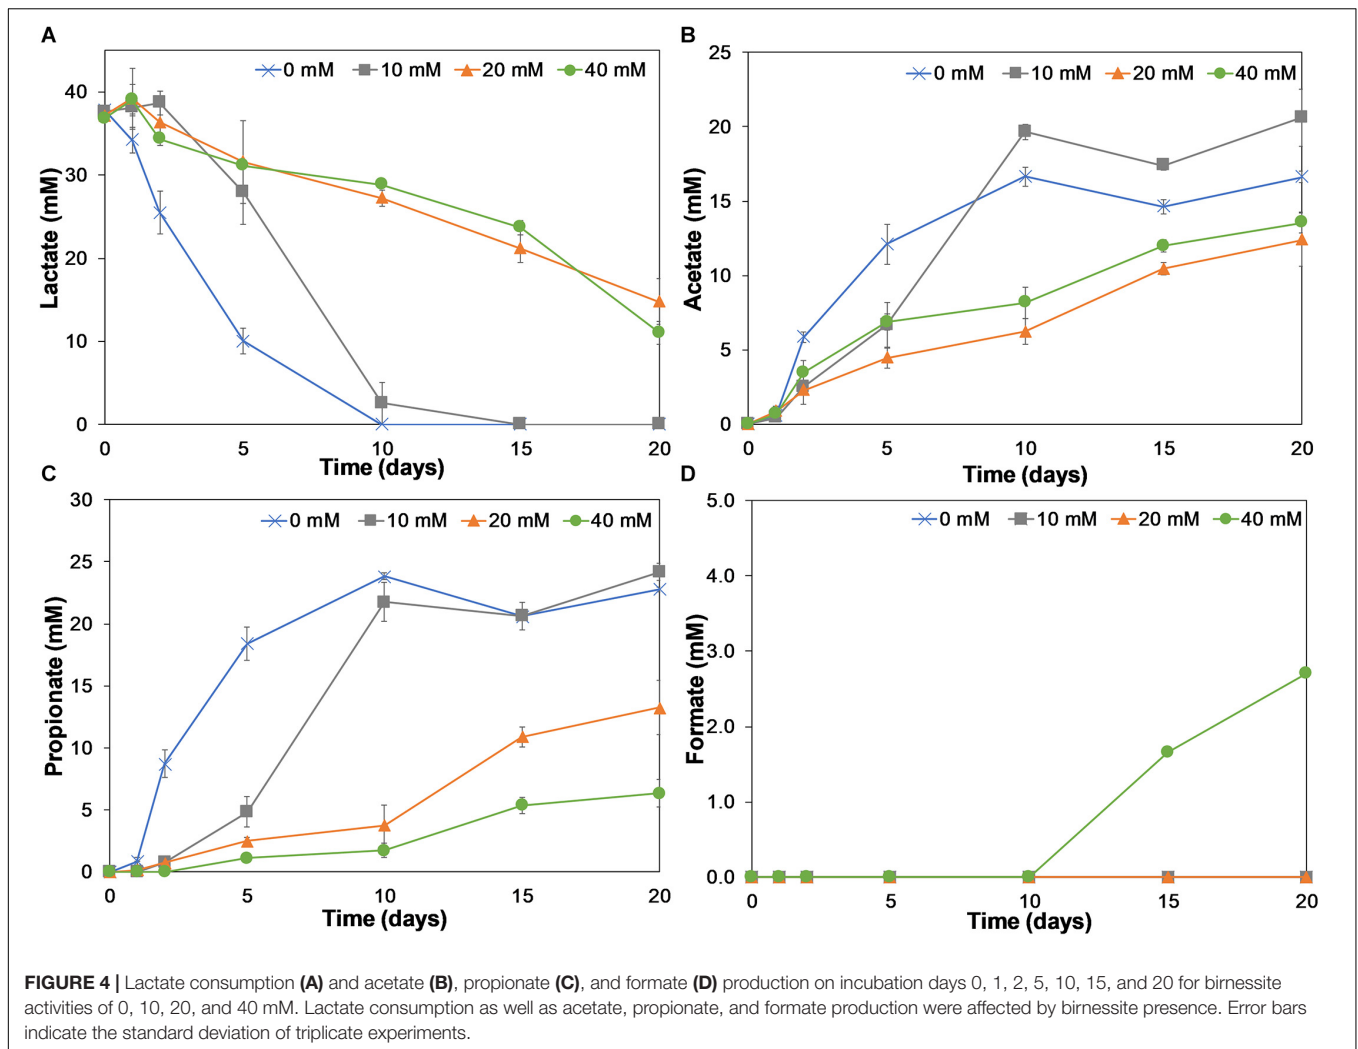 A
0 mM 10 mM 20 mM 40 mM
40
30
20
10
0
Lactate (mM)
0 5 10 15 20
Time (days)
B
25
0 mM 10 mM 20 mM 40 mM
20
15
10
5
0
Acetate (mM)
0 5 10 15 20
Time (days)
C
30
0 mM 10 mM 20 mM 40 mM
25
20
15
10
5
0
Propionate (mM)
0 5 10 15 20
Time (days)
D
5.0
0 mM 10 mM 20 mM 40 mM
4.0
3.0
2.0
1.0
0.0
Formate (mM)
0 5 10 15 20
Time (days)
FIGURE 4 | Lactate consumption (A) and acetate (B), propionate (C), and formate (D) production on incubation days 0, 1, 2, 5, 10, 15, and 20 for birnessite
activities of 0, 10, 20, and 40 mM. Lactate consumption as well as acetate, propionate, and formate production were affected by birnessite presence. Error bars
indicate the standard deviation of triplicate experiments.